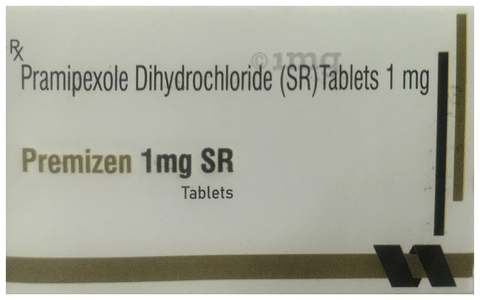 Rx
Pramipexole Dihydrochloride (SR)Tablets 1 mg
©1mg
Premizen 1mg SR
Tablets